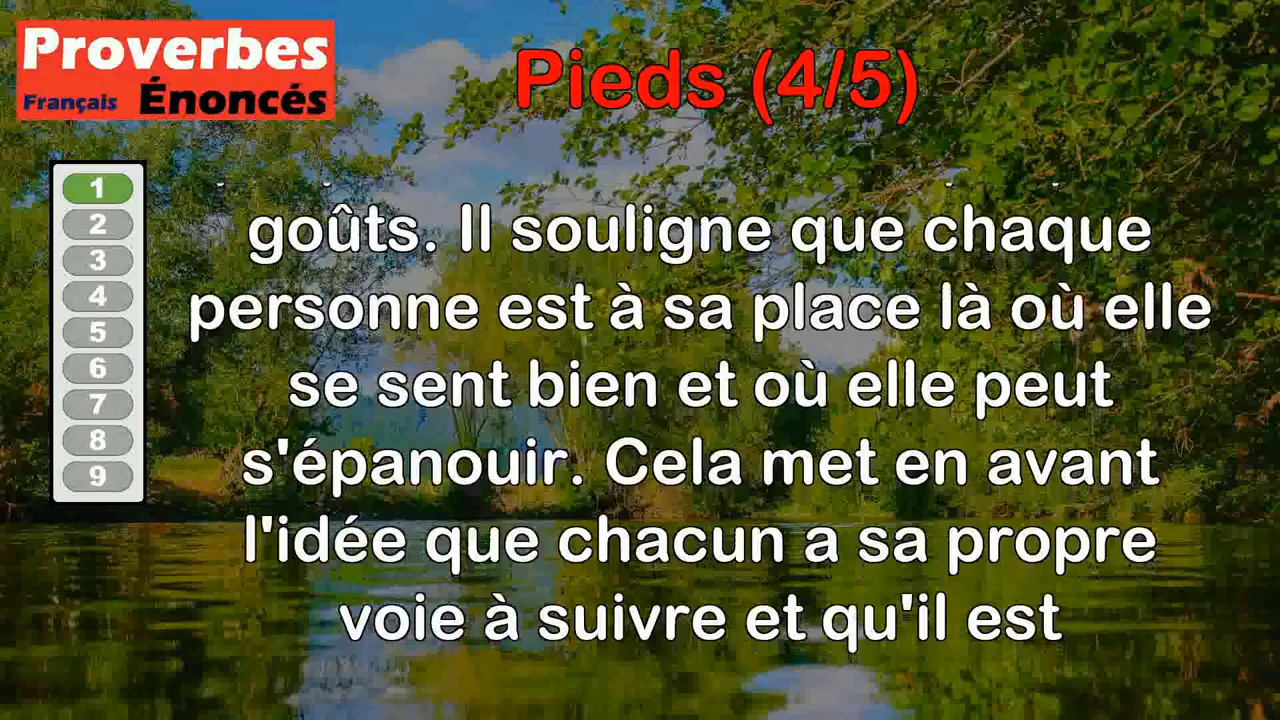 Proverbes
Français Énoncés
Pieds (4/5)
1
2
3
4
5
6
7
8
9
goûts. Il souligne que chaque
personne est à sa place là où elle
se sent bien et où elle peut
s'épanouir. Cela met en avant
l'idée que chacun a sa propre
voie à suivre et qu'il est